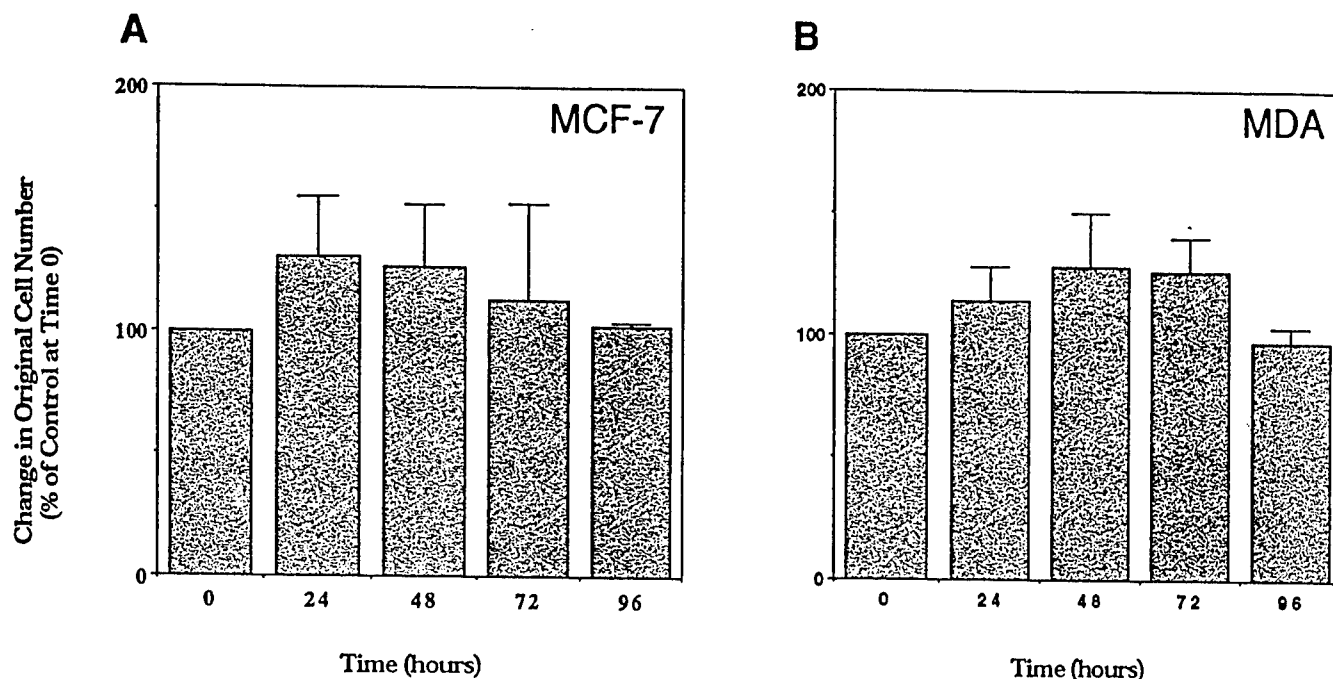 A
B
Change in Original Cell Number
(% of Control at Time 0)
200
100
0
MCF-7
0 24 48 72 96
Time (hours)
200
100
0
MDA
0 24 48 72 96
Time (hours)